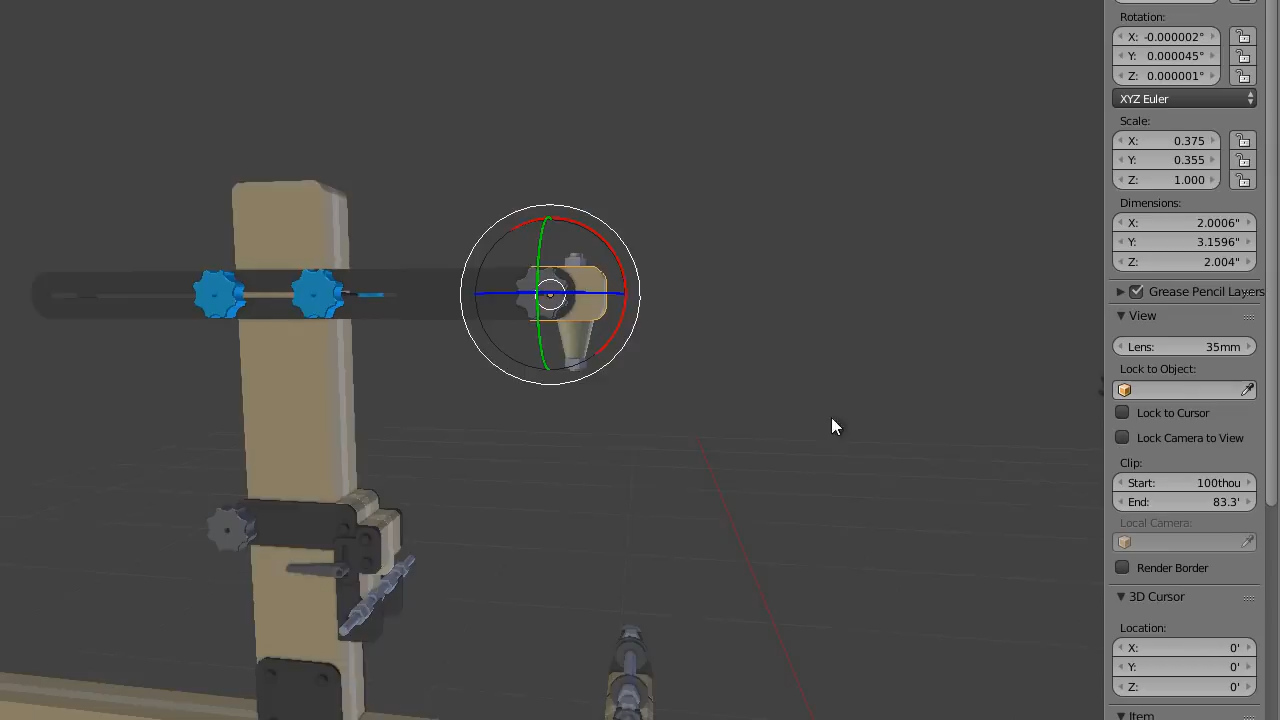 Rotation:
X: -0.000002°
Y: 0.000045°
Z: 0.000001°
XYZ Euler
Scale:
X: 0.375
Y: 0.355
Z: 1.000
Dimensions:
X: 2.0006"
Y: 3.1596"
Z: 2.004"
Grease Pencil Layers
View
Lens: 35mm
Lock to Object:
Lock to Cursor
Lock Camera to View
Clip:
Start: 100thou
End: 83.3'
Local Camera:
Render Border
3D Cursor
Location:
X: 0'
Y: 0'
Z: 0'
Item